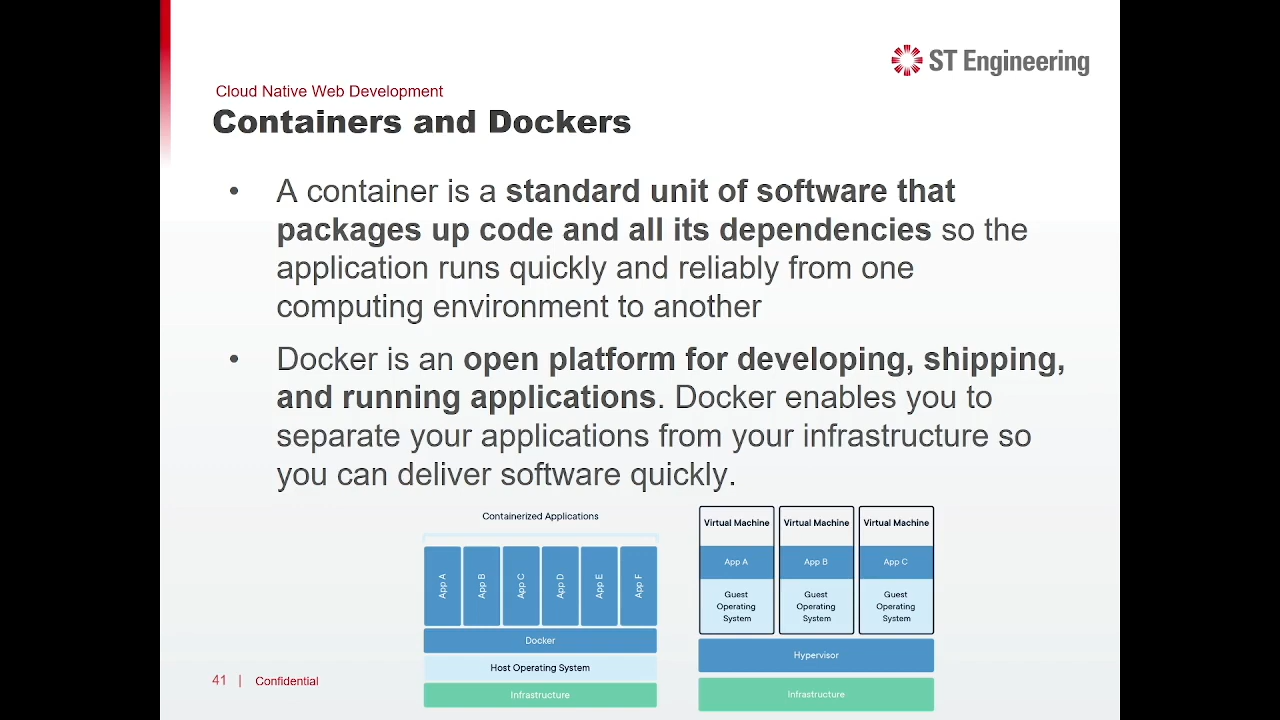 ST Engineering
Cloud Native Web Development
Containers and Dockers
• A container is a standard unit of software that
packages up code and all its dependencies so the
application runs quickly and reliably from one
computing environment to another
• Docker is an open platform for developing, shipping,
and running applications. Docker enables you to
separate your applications from your infrastructure so
you can deliver software quickly.
Containerized Applications
App A
App B
App C
App D
App E
App F
Docker
Host Operating System
Infrastructure
Virtual Machine
App A
Guest
Operating
System
Virtual Machine
App B
Guest
Operating
System
Virtual Machine
App C
Guest
Operating
System
Hypervisor
Infrastructure
41 | Confidential